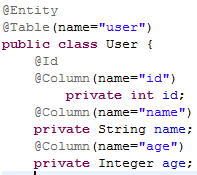 @Entity
@Table(name="user")
public class User {
    @Id
    @Column(name="id")
        private int id;
    @Column(name="name")
    private String name;
    @Column(name="age")
    private Integer age;